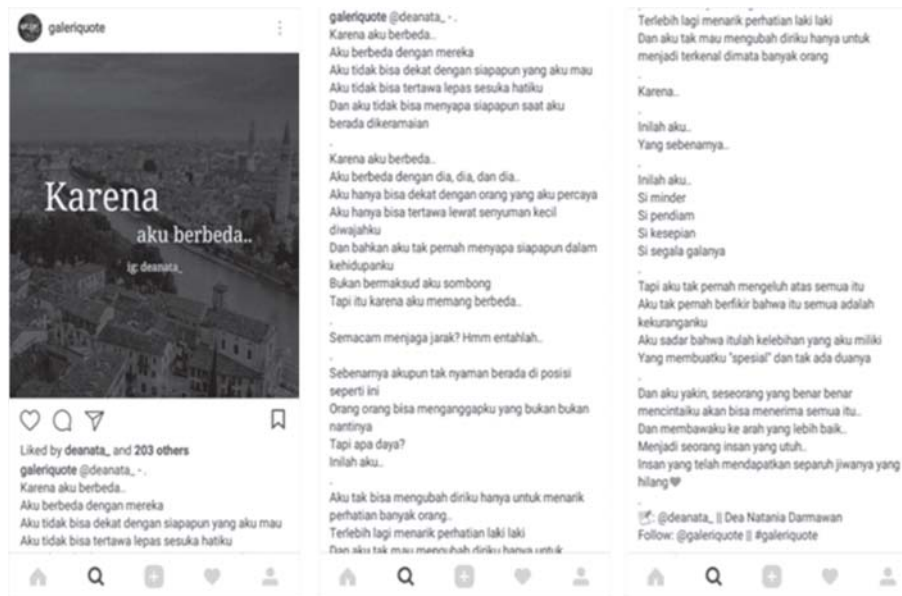 galeriquote
Karena
aku berbeda..
ig: deanata_
Liked by deanata_ and 203 others
galeriquote @deanata_ - .
Karena aku berbeda..
Aku berbeda dengan mereka
Aku tidak bisa dekat dengan siapapun yang aku mau
Aku tidak bisa tertawa lepas sesuka hatiku
galeriquote @deanata_ - .
Karena aku berbeda..
Aku berbeda dengan mereka
Aku tidak bisa dekat dengan siapapun yang aku mau
Aku tidak bisa tertawa lepas sesuka hatiku
Dan aku tidak bisa menyapa siapapun saat aku
berada dikeramaian
.
Karena aku berbeda..
Aku berbeda dengan dia, dia, dan dia..
Aku hanya bisa dekat dengan orang yang aku percaya
Aku hanya bisa tertawa lewat senyuman kecil
diwajahku
Dan bahkan aku tak pernah menyapa siapapun dalam
kehidupanku
Bukan bermaksud aku sombong
Tapi itu karena aku memang berbeda..
.
Semacam menjaga jarak? Hmm entahlah..
.
Sebenarnya akupun tak nyaman berada di posisi
seperti ini
Orang orang bisa menganggapku yang bukan bukan
nantinya
Tapi apa daya?
Inilah aku..
.
Aku tak bisa mengubah diriku hanya untuk menarik
perhatian banyak orang..
Terlebih lagi menarik perhatian laki laki
Dan aku tak mau mengubah diriku hanya untuk
Terlebih lagi menarik perhatian laki laki
Dan aku tak mau mengubah diriku hanya untuk
menjadi terkenal dimata banyak orang
.
Karena..
.
Inilah aku..
Yang sebenarnya..
.
Inilah aku..
Si minder
Si pendiam
Si kesepian
Si segala galanya
.
Tapi aku tak pernah mengeluh atas semua itu
Aku tak pernah berfikir bahwa itu semua adalah
kekuranganku
Aku sadar bahwa itulah kelebihan yang aku miliki
Yang membuatku "spesial" dan tak ada duanya
.
Dan aku yakin, seseorang yang benar benar
mencintaiku akan bisa menerima semua itu..
Dan membawaku ke arah yang lebih baik..
Menjadi seorang insan yang utuh..
Insan yang telah mendapatkan separuh jiwanya yang
hilang🖤
.
📝: @deanata_ || Dea Natania Darmawan
Follow: @galeriquote || #galeriquote